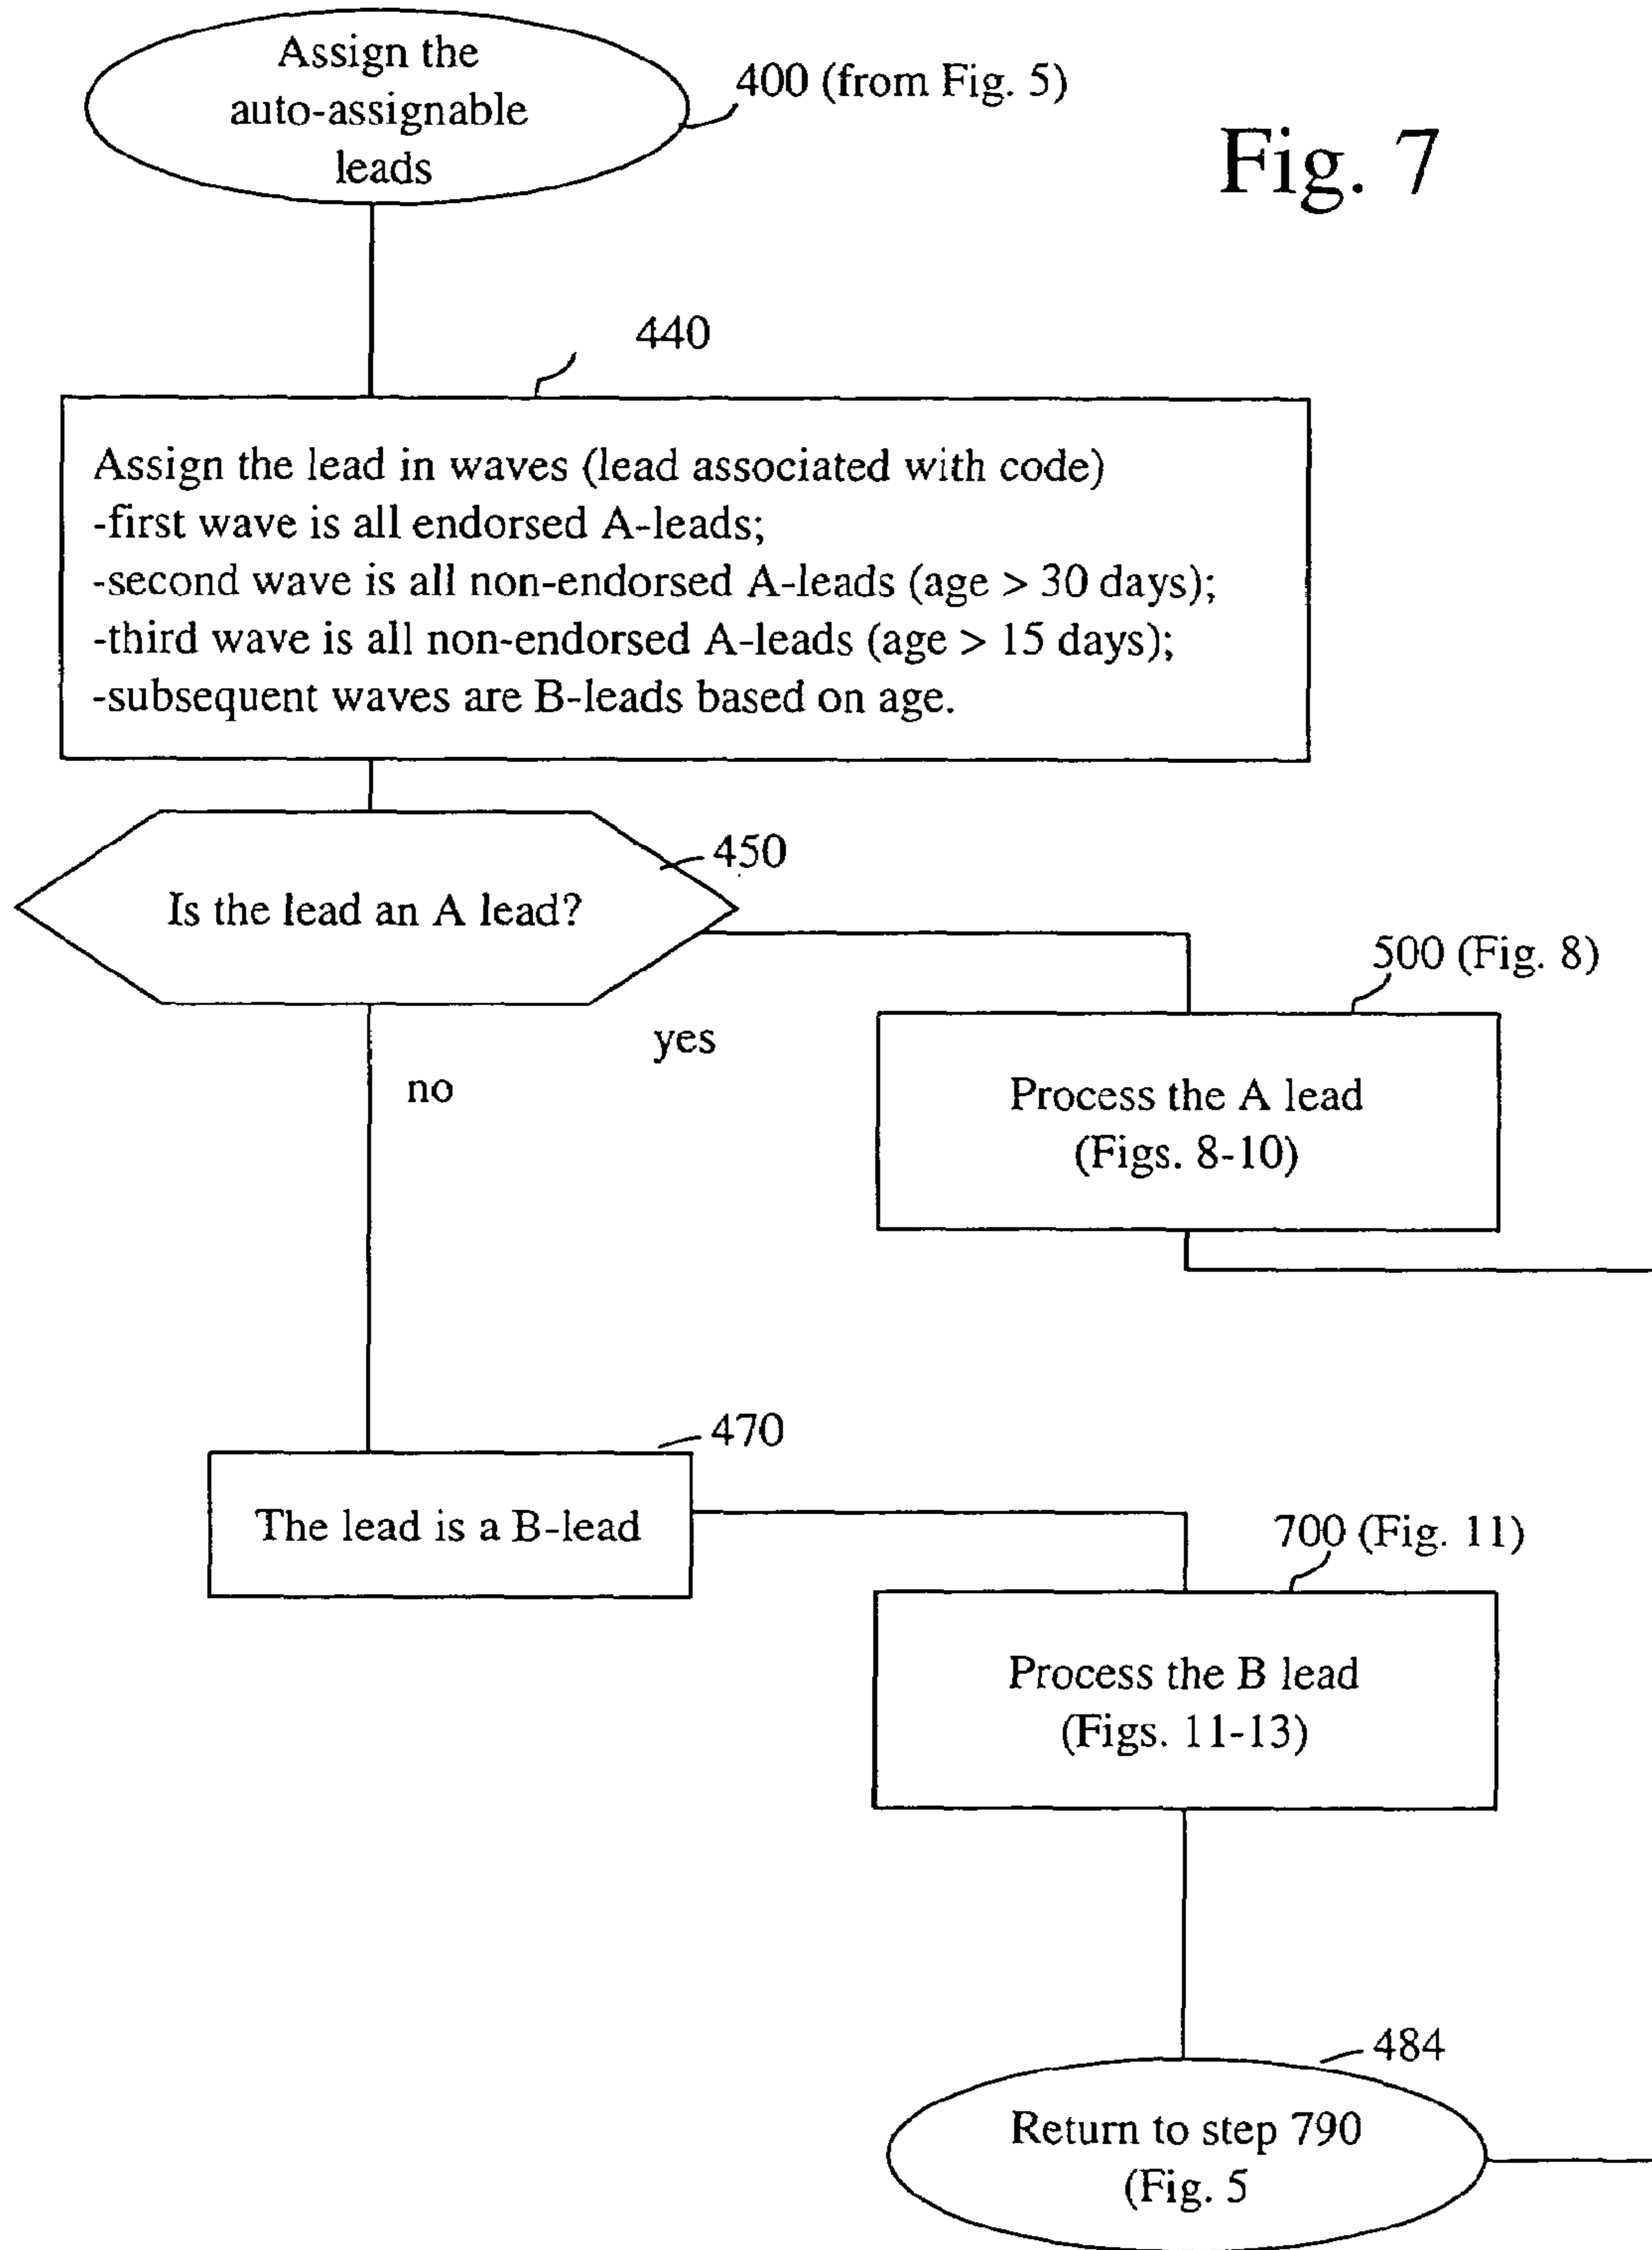 Assign the
auto-assignable
leads
400 (from Fig. 5)
Fig. 7
440
Assign the lead in waves (lead associated with code)
-first wave is all endorsed A-leads;
-second wave is all non-endorsed A-leads (age > 30 days);
-third wave is all non-endorsed A-leads (age > 15 days);
-subsequent waves are B-leads based on age.
450
Is the lead an A lead?
500 (Fig. 8)
yes
no
Process the A lead
(Figs. 8-10)
470
The lead is a B-lead
700 (Fig. 11)
Process the B lead
(Figs. 11-13)
484
Return to step 790
(Fig. 5